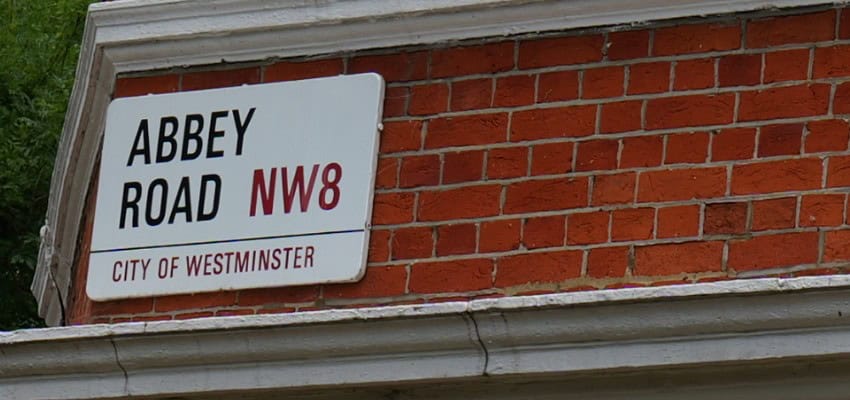 ABBEY
ROAD NW8
CITY OF WESTMINSTER